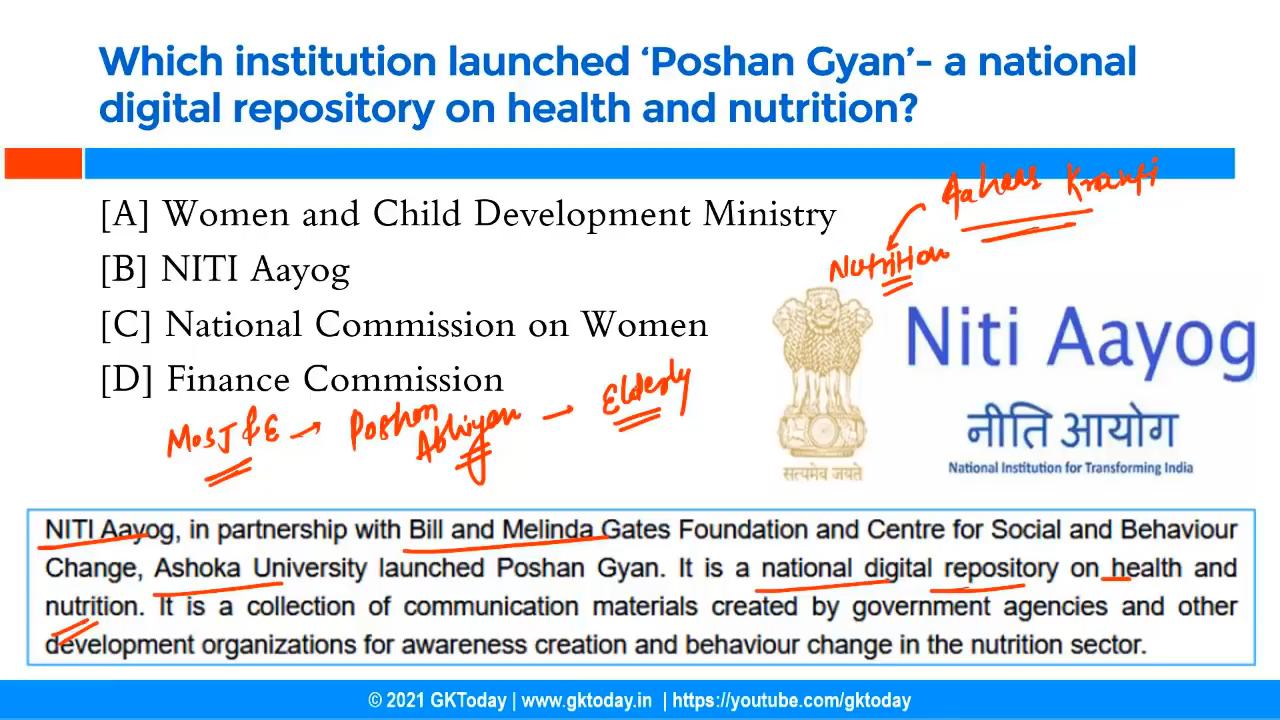 Which institution launched ‘Poshan Gyan’- a national
digital repository on health and nutrition?
Aahaar Kranti
Nutrition
[A] Women and Child Development Ministry
[B] NITI Aayog
[C] National Commission on Women
[D] Finance Commission
MoSJ&E → Poshan Abhiyan — Elderly
Niti Aayog
नीति आयोग
National Institution for Transforming India
सत्यमेव जयते
NITI Aayog, in partnership with Bill and Melinda Gates Foundation and Centre for Social and Behaviour
Change, Ashoka University launched Poshan Gyan. It is a national digital repository on health and
nutrition. It is a collection of communication materials created by government agencies and other
development organizations for awareness creation and behaviour change in the nutrition sector.
© 2021 GKToday | www.gktoday.in | https://youtube.com/gktoday